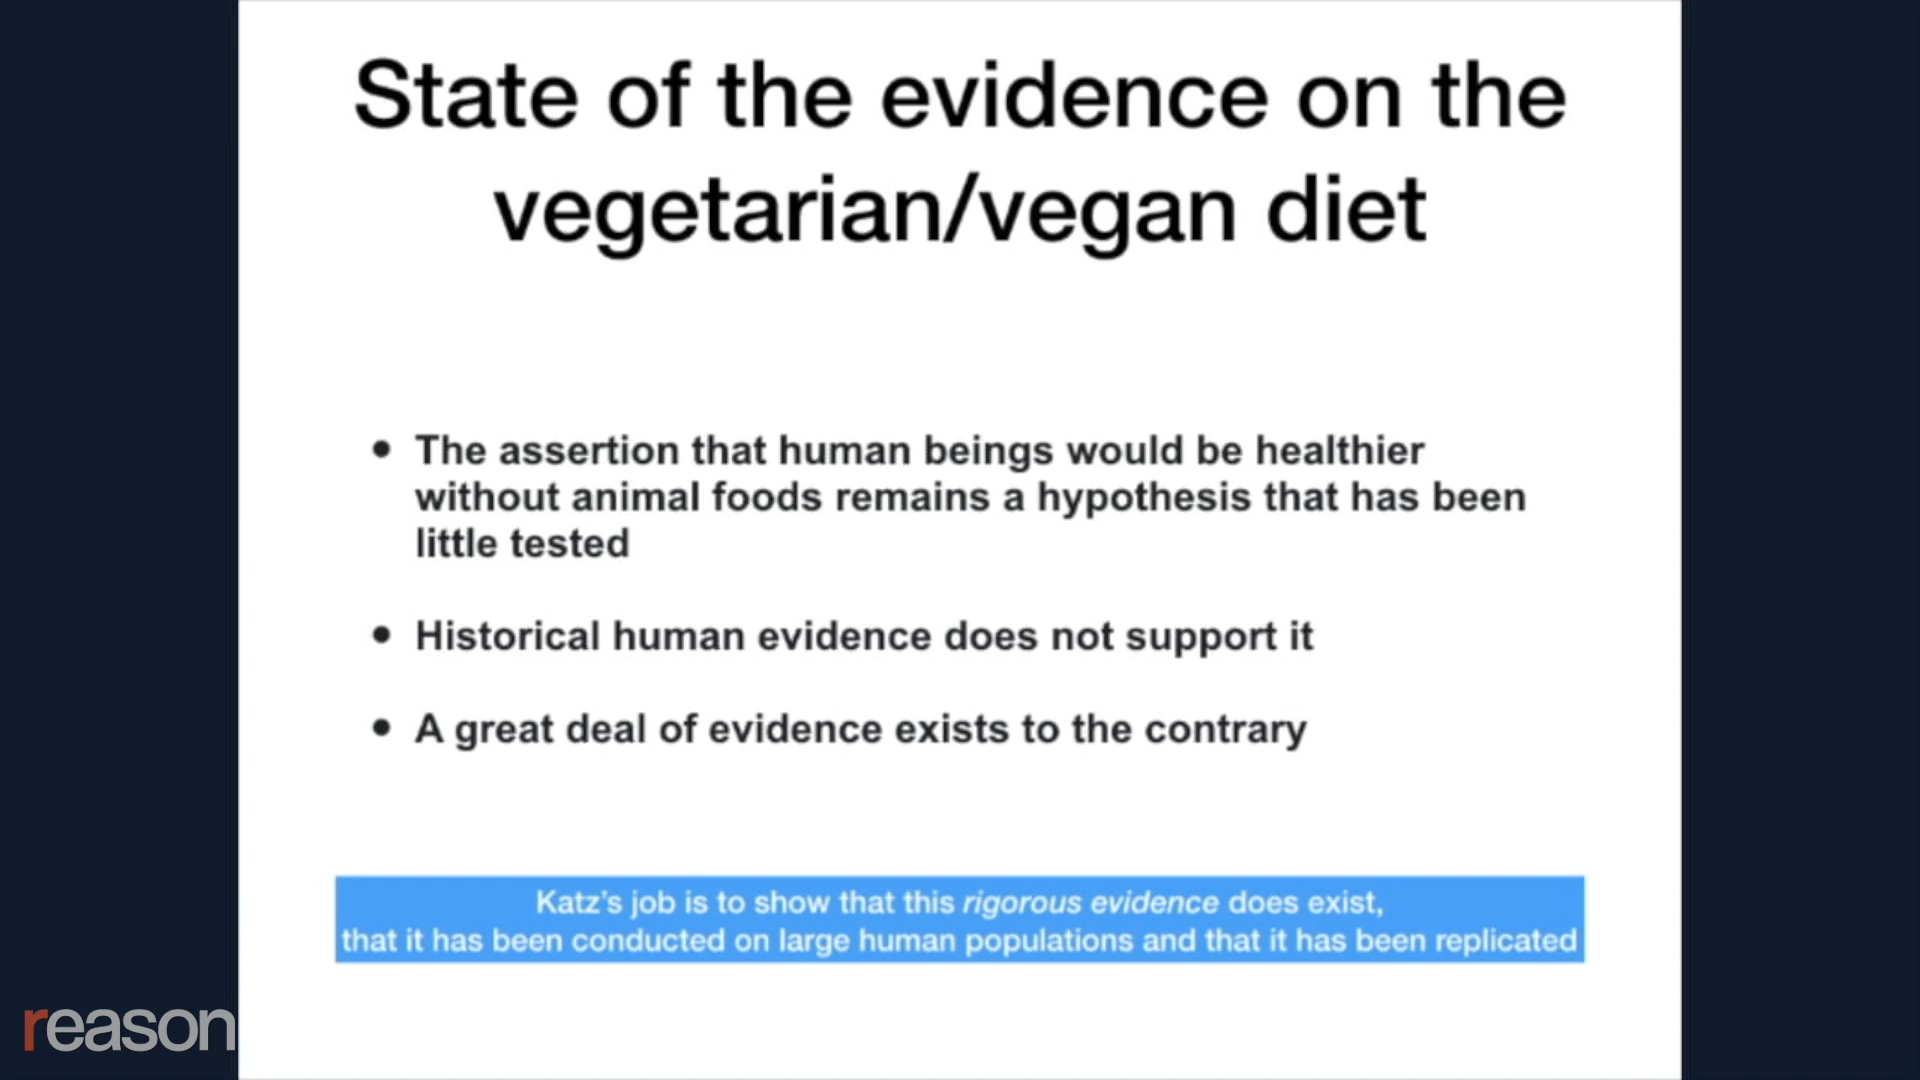 State of the evidence on the
vegetarian/vegan diet
• The assertion that human beings would be healthier
without animal foods remains a hypothesis that has been
little tested
• Historical human evidence does not support it
• A great deal of evidence exists to the contrary
Katz's job is to show that this rigorous evidence does exist,
that it has been conducted on large human populations and that it has been replicated
reason